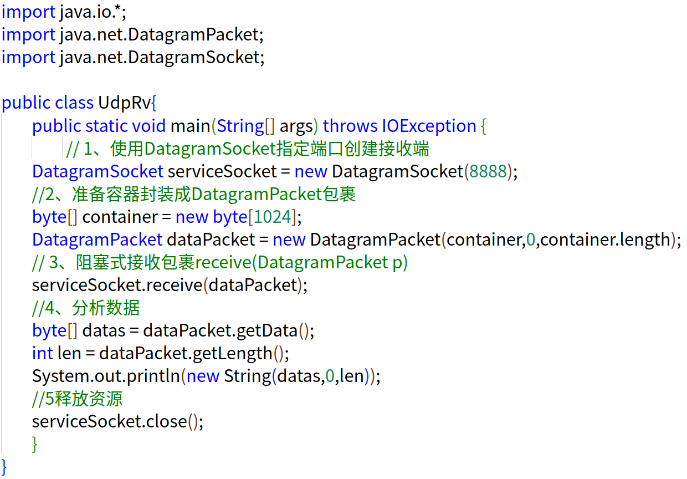 import java.io.*;
import java.net.DatagramPacket;
import java.net.DatagramSocket;

public class UdpRv{
    public static void main(String[] args) throws IOException {
        // 1、使用DatagramSocket指定端口创建接收端
    DatagramSocket serviceSocket = new DatagramSocket(8888);
    //2、准备容器封装成DatagramPacket包裹
    byte[] container = new byte[1024];
    DatagramPacket dataPacket = new DatagramPacket(container,0,container.length);
    // 3、阻塞式接收包裹receive(DatagramPacket p)
    serviceSocket.receive(dataPacket);
    //4、分析数据
    byte[] datas = dataPacket.getData();
    int len = dataPacket.getLength();
    System.out.println(new String(datas,0,len));
    //5释放资源
    serviceSocket.close();
    }
}